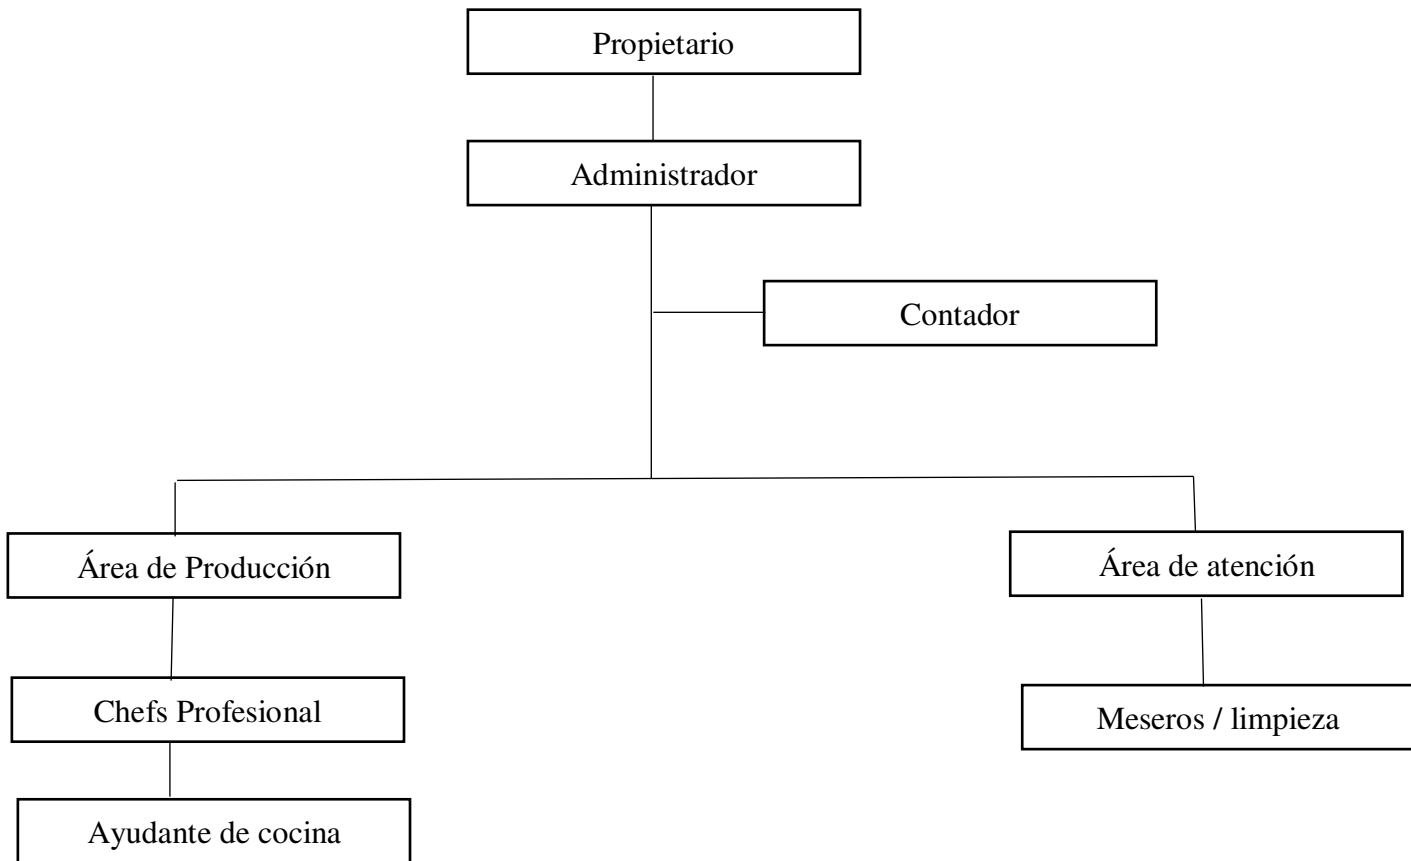 Propietario
Administrador
Contador
Área de Producción
Área de atención
Chefs Profesional
Meseros / limpieza
Ayudante de cocina